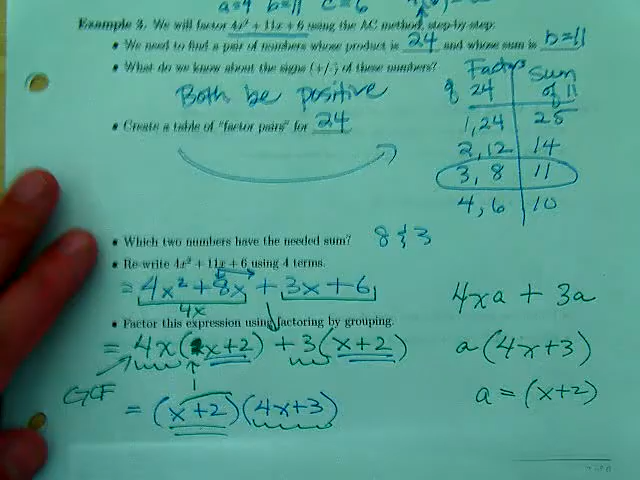 a=4 b=11 c=6
Example 3. We will factor 4x² + 11x + 6 using the AC method, step-by-step:
• We need to find a pair of numbers whose product is 24 and whose sum is b=11
• What do we know about the signs (+/-) of these numbers?
Both be positive
• Create a table of "factor pairs" for 24
Factors of 24 Sum of 11
1, 24 25
2, 12 14
3, 8 11
4, 6 10
• Which two numbers have the needed sum? 8 & 3
• Re-write 4x² + 11x + 6 using 4 terms.
= 4x² + 8x + 3x + 6
4x
• Factor this expression using factoring by grouping.
= 4x(x+2) + 3(x+2)
1
GCF
= (x+2)(4x+3)
4xa + 3a
a(4x+3)
a = (x+2)